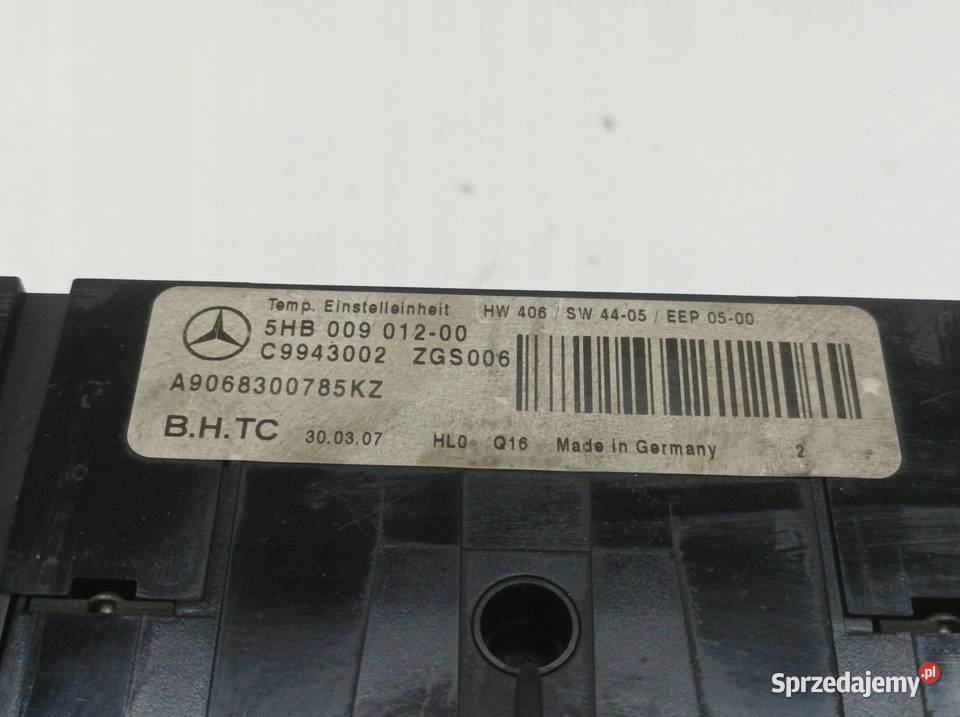 Temp. Einstelleinheit HW 406 / SW 44-05 / EEP 05-00
5HB 009 012-00
C9943002 ZGS006
A9068300785KZ
B.H.TC 30.03.07 HL0 Q16 Made in Germany 2
Sprzedajemy.pl